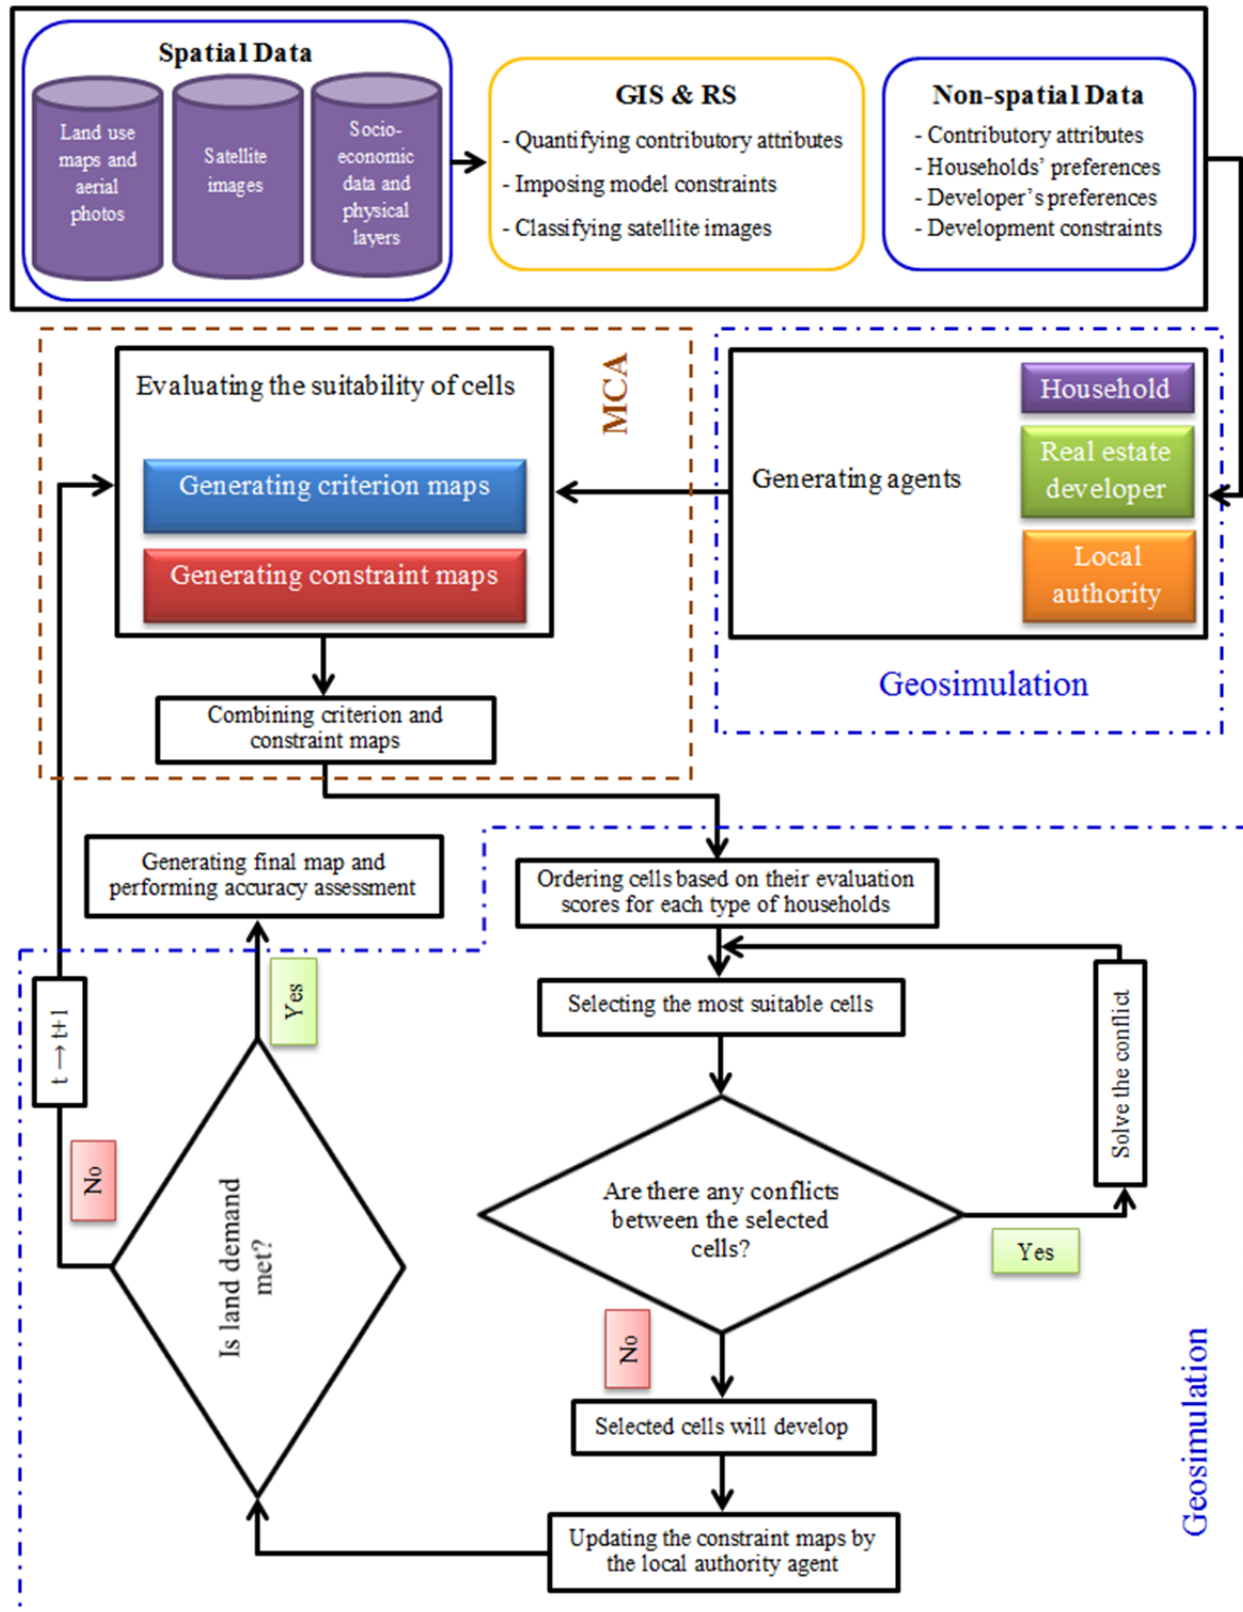 Spatial Data
Land use
maps and
aerial
photos
Satellite
images
Socio-
economic
data and
physical
layers
GIS & RS
- Quantifying contributory attributes
- Imposing model constraints
- Classifying satellite images
Non-spatial Data
- Contributory attributes
- Households' preferences
- Developer's preferences
- Development constraints
MCA
Evaluating the suitability of cells
Generating criterion maps
Generating constraint maps
Combining criterion and
constraint maps
Generating agents
Household
Real estate
developer
Local
authority
Geosimulation
Generating final map and
performing accuracy assessment
Ordering cells based on their evaluation
scores for each type of households
Selecting the most suitable cells
Solve the conflict
Are there any conflicts
between the selected
cells?
Yes
No
Selected cells will develop
Updating the constraint maps by
the local authority agent
Is land demand
met?
Yes
No
t → t+1
Geosimulation